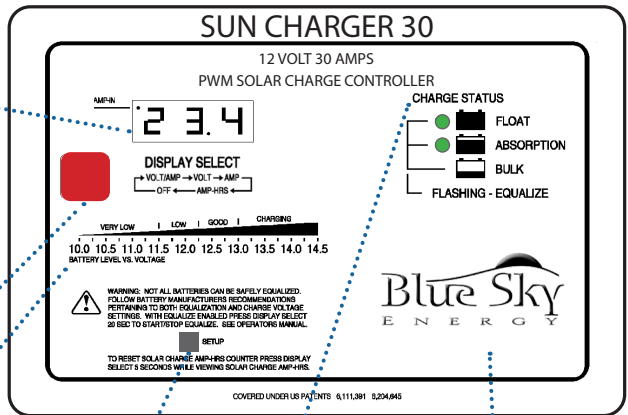 SUN CHARGER 30
12 VOLT 30 AMPS
PWM SOLAR CHARGE CONTROLLER
AMP-IN
23.4
DISPLAY SELECT
VOLT/AMP VOLT AMP
OFF AMP-HRS
CHARGE STATUS
FLOAT
ABSORPTION
BULK
FLASHING - EQUALIZE
VERY LOW LOW GOOD CHARGING
10.0 10.5 11.0 11.5 12.0 12.5 13.0 13.5 14.0 14.5
BATTERY LEVEL VS. VOLTAGE
WARNING: NOT ALL BATTERIES CAN BE SAFELY EQUALIZED.
FOLLOW BATTERY MANUFACTURERS RECOMMENDATIONS
PERTAINING TO BOTH EQUALIZATION AND CHARGE VOLTAGE
SETTINGS. WITH EQUALIZE ENABLED PRESS DISPLAY SELECT
20 SEC TO START/STOP EQUALIZE. SEE OPERATORS MANUAL.
SETUP
TO RESET SOLAR CHARGE AMP-HRS COUNTER PRESS DISPLAY
SELECT 5 SECONDS WHILE VIEWING SOLAR CHARGE AMP-HRS.
Blue Sky
ENERGY
COVERED UNDER US PATENTS 6,111,391 6,204,645